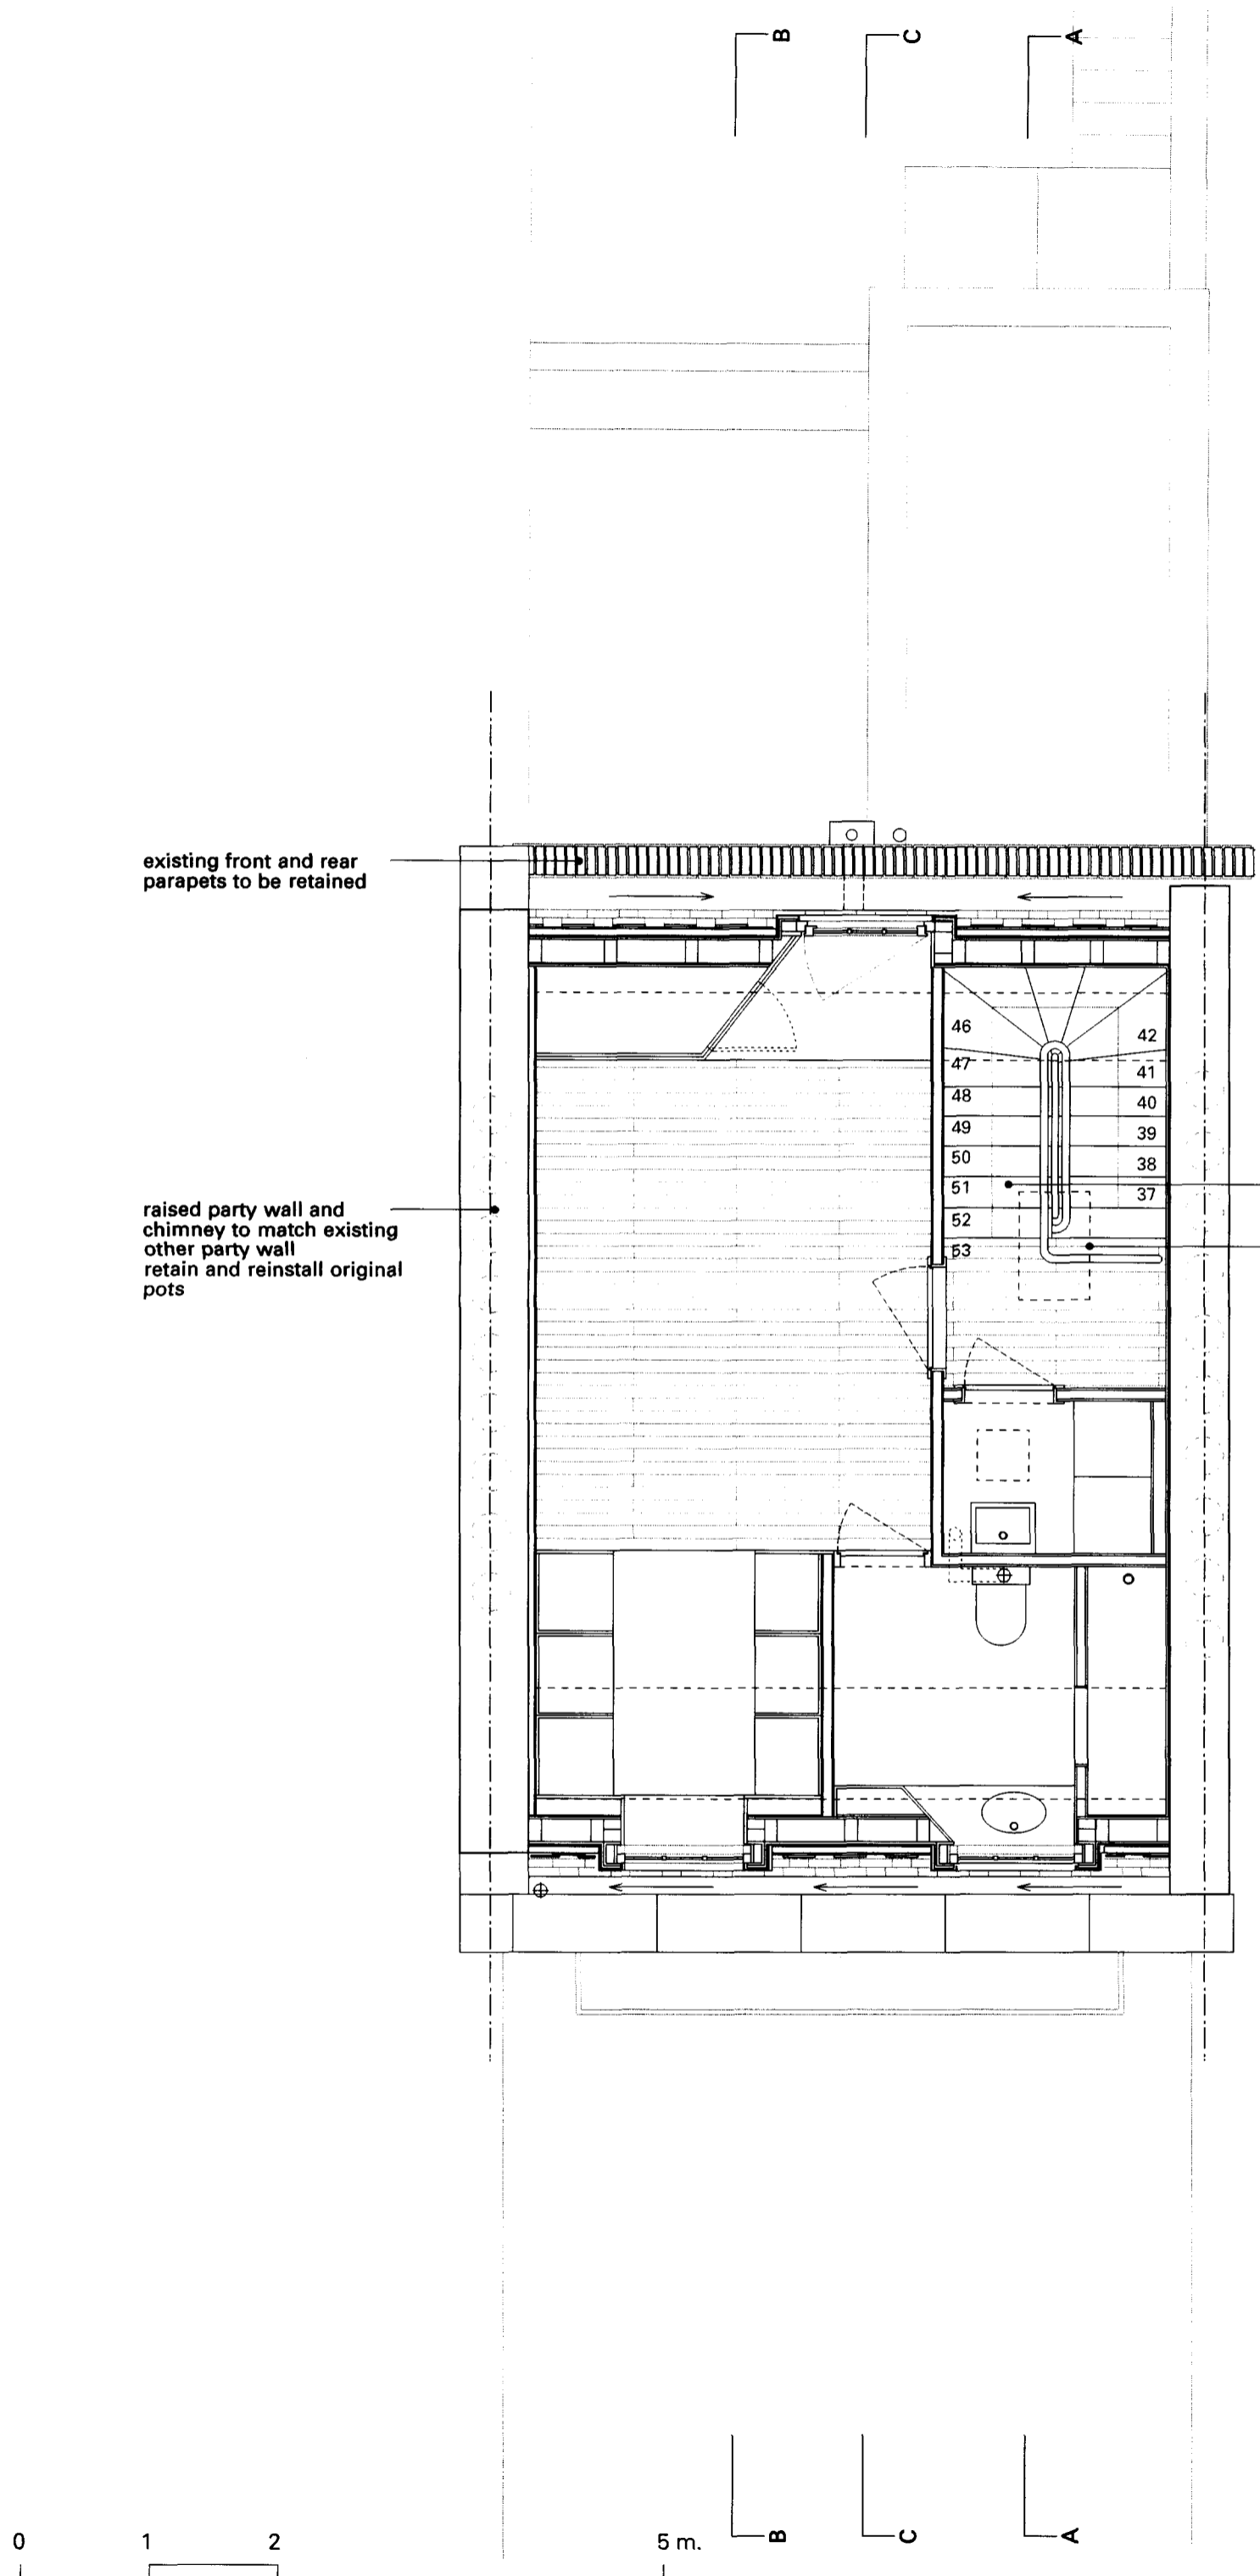 B
C
A
existing front and rear
parapets to be retained
46
42
47
41
48
40
49
39
50
38
51
37
raised party wall and
chimney to match existing
other party wall
retain and reinstall original
pots
52
53
0
1
2
5 m.
B
C
A